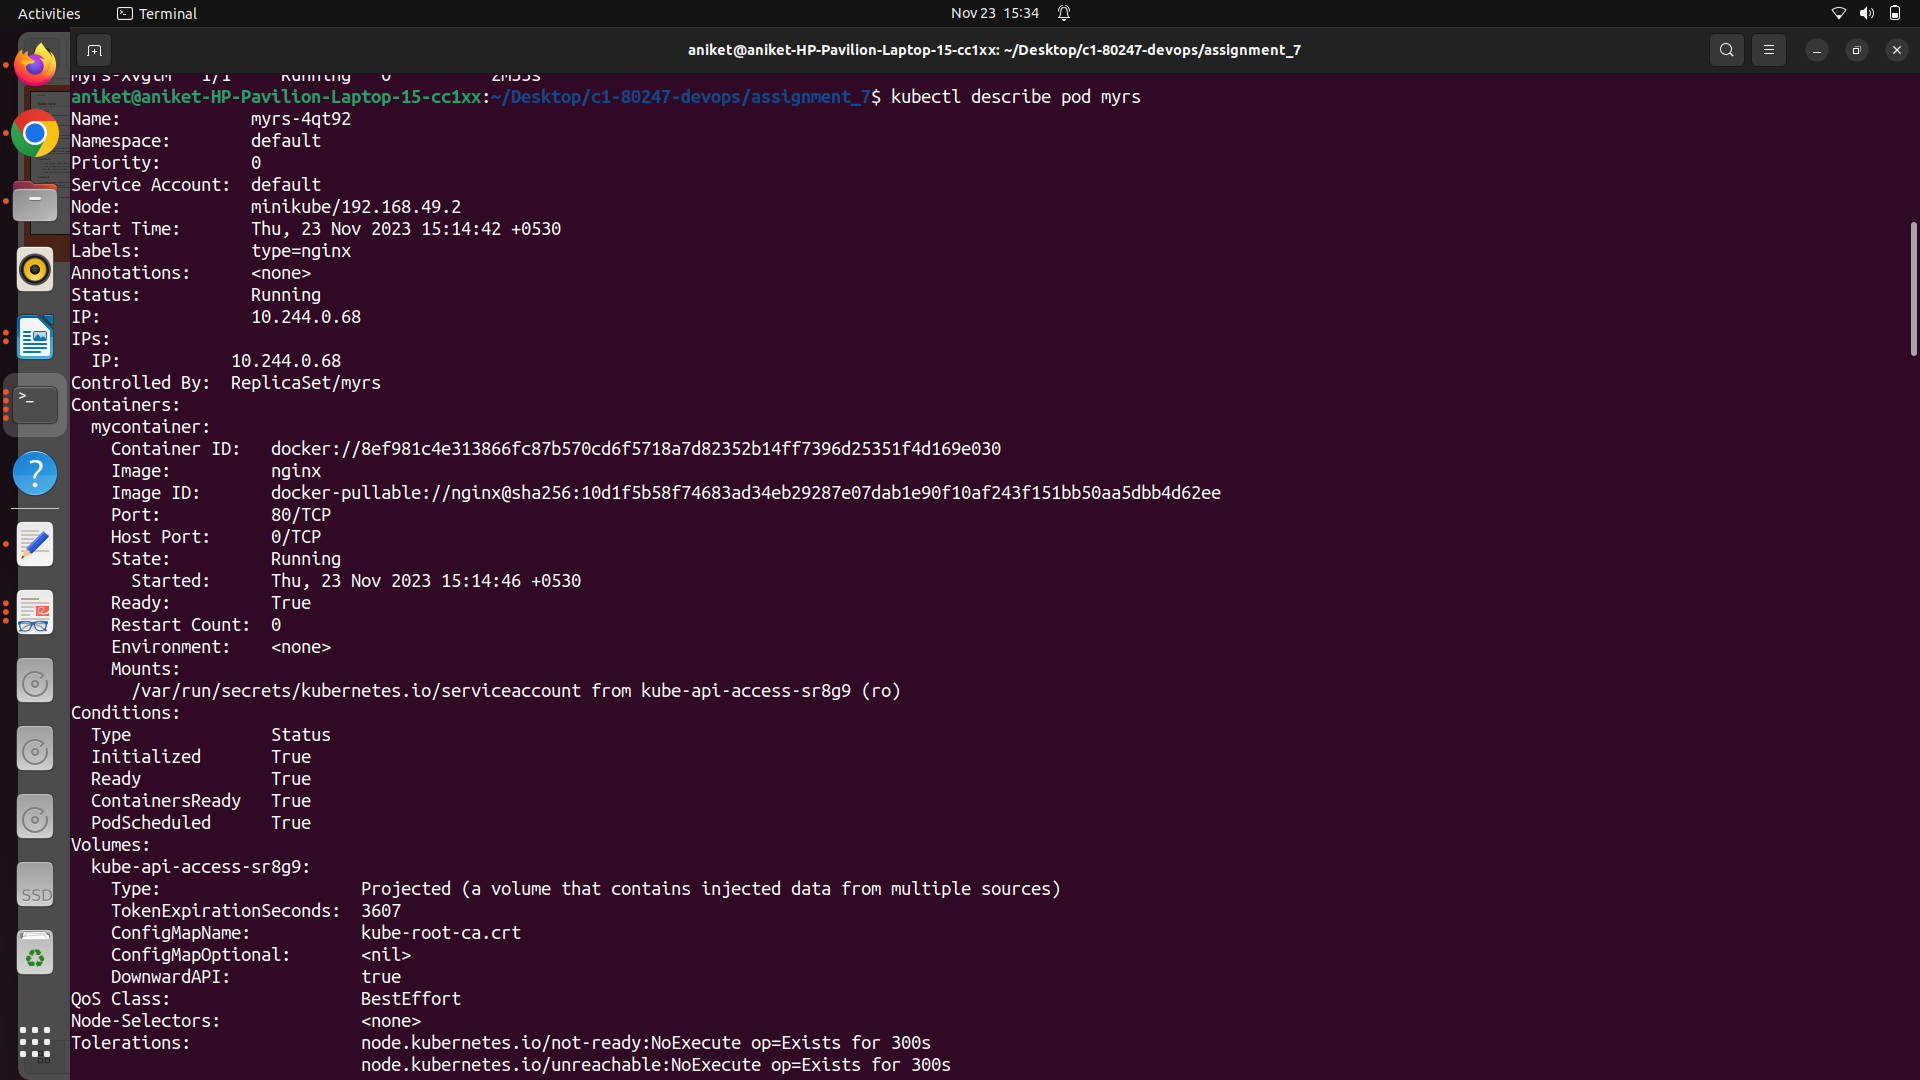 Activities
Terminal
Nov 23 15:34
aniket@aniket-HP-Pavilion-Laptop-15-cc1xx: ~/Desktop/c1-80247-devops/assignment_7
myrs-xvgtm 1/1 Running 0 2m55s
aniket@aniket-HP-Pavilion-Laptop-15-cc1xx:~/Desktop/c1-80247-devops/assignment_7$ kubectl describe pod myrs
Name: myrs-4qt92
Namespace: default
Priority: 0
Service Account: default
Node: minikube/192.168.49.2
Start Time: Thu, 23 Nov 2023 15:14:42 +0530
Labels: type=nginx
Annotations: <none>
Status: Running
IP: 10.244.0.68
IPs:
IP: 10.244.0.68
Controlled By: ReplicaSet/myrs
Containers:
mycontainer:
Container ID: docker://8ef981c4e313866fc87b570cd6f5718a7d82352b14ff7396d25351f4d169e030
Image: nginx
Image ID: docker-pullable://nginx@sha256:10d1f5b58f74683ad34eb29287e07dab1e90f10af243f151bb50aa5dbb4d62ee
Port: 80/TCP
Host Port: 0/TCP
State: Running
Started: Thu, 23 Nov 2023 15:14:46 +0530
Ready: True
Restart Count: 0
Environment: <none>
Mounts:
/var/run/secrets/kubernetes.io/serviceaccount from kube-api-access-sr8g9 (ro)
Conditions:
Type Status
Initialized True
Ready True
ContainersReady True
PodScheduled True
Volumes:
kube-api-access-sr8g9:
Type: Projected (a volume that contains injected data from multiple sources)
TokenExpirationSeconds: 3607
ConfigMapName: kube-root-ca.crt
ConfigMapOptional: <nil>
DownwardAPI: true
QoS Class: BestEffort
Node-Selectors: <none>
Tolerations: node.kubernetes.io/not-ready:NoExecute op=Exists for 300s
node.kubernetes.io/unreachable:NoExecute op=Exists for 300s
SSD